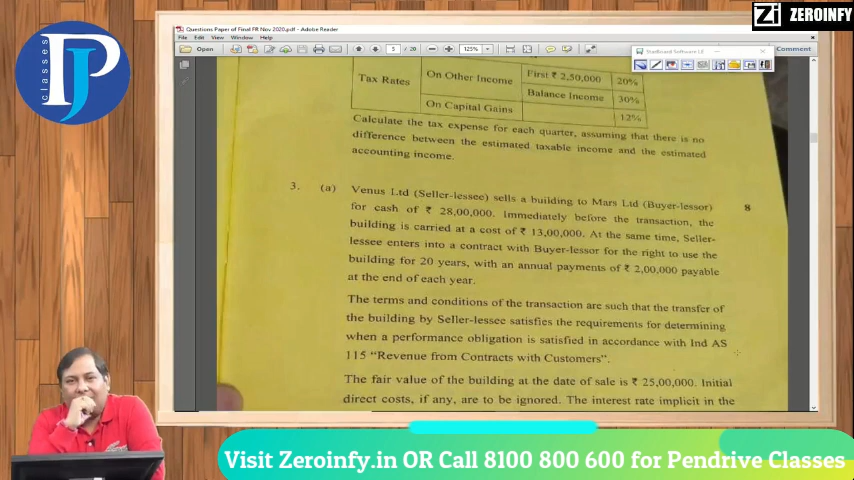 Questions Paper of Final FR Nov 2020.pdf - Adobe Reader
File Edit View Window Help
Open
5 / 20
125%
Comment
ZEROINFY
PJ classes
Tax Rates
On Other Income
First ₹ 2,50,000
20%
Balance Income
30%
On Capital Gains
12%
Calculate the tax expense for each quarter, assuming that there is no
difference between the estimated taxable income and the estimated
accounting income.
3. (a) Venus Ltd (Seller-lessee) sells a building to Mars Ltd (Buyer-lessor) 8
for cash of ₹ 28,00,000. Immediately before the transaction, the
building is carried at a cost of ₹ 13,00,000. At the same time, Seller-
lessee enters into a contract with Buyer-lessor for the right to use the
building for 20 years, with an annual payments of ₹ 2,00,000 payable
at the end of each year.
The terms and conditions of the transaction are such that the transfer of
the building by Seller-lessee satisfies the requirements for determining
when a performance obligation is satisfied in accordance with Ind AS
115 “Revenue from Contracts with Customers”.
The fair value of the building at the date of sale is ₹ 25,00,000. Initial
direct costs, if any, are to be ignored. The interest rate implicit in the
Visit Zeroinfy.in OR Call 8100 800 600 for Pendrive Classes